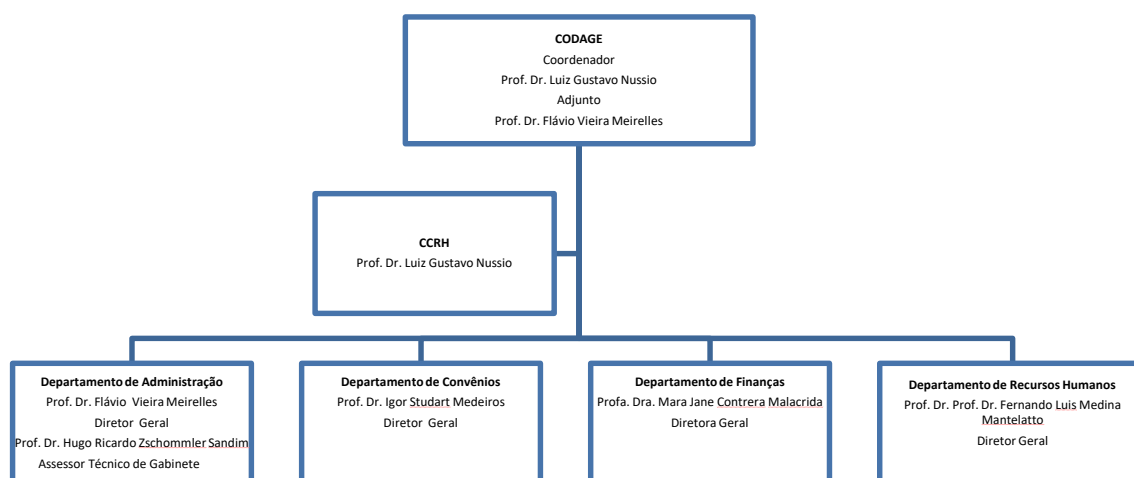 CODAGE
Coordenador
Prof. Dr. Luiz Gustavo Nussio
Adjunto
Prof. Dr. Flávio Vieira Meirelles
CCRH
Prof. Dr. Luiz Gustavo Nussio
Departamento de Administração
Prof. Dr. Flávio Vieira Meirelles
Diretor Geral
Prof. Dr. Hugo Ricardo Zschommler Sandim
Assessor Técnico de Gabinete
Departamento de Convênios
Prof. Dr. Igor Studart Medeiros
Diretor Geral
Departamento de Finanças
Profa. Dra. Mara Jane Contrera Malacrida
Diretora Geral
Departamento de Recursos Humanos
Prof. Dr. Prof. Dr. Fernando Luis Medina
Mantelatto
Diretor Geral